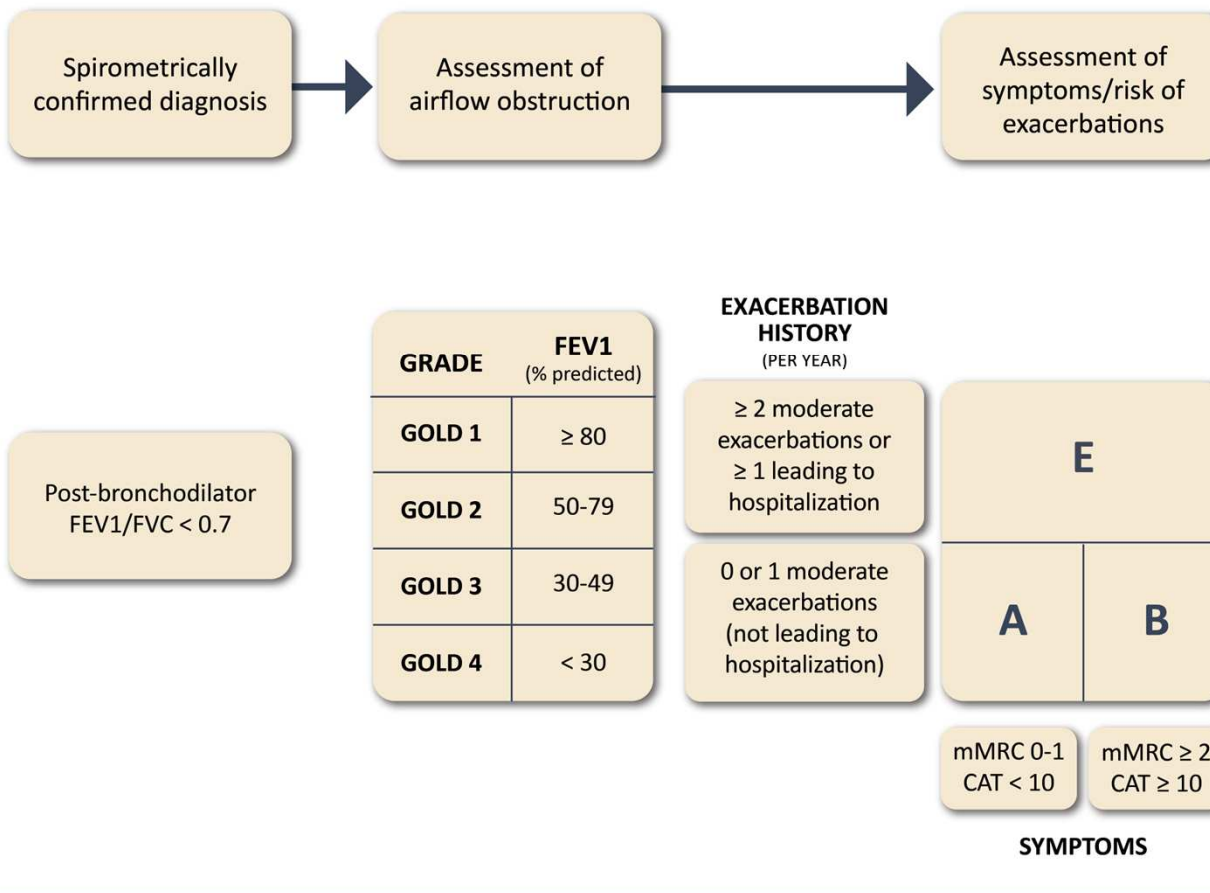 Spirometrically
confirmed diagnosis
Assessment of
airflow obstruction
Assessment of
symptoms/risk of
exacerbations
Post-bronchodilator
FEV1/FVC < 0.7
GRADE
FEV1
(% predicted)
GOLD 1
≥ 80
GOLD 2
50-79
GOLD 3
30-49
GOLD 4
< 30
EXACERBATION
HISTORY
(PER YEAR)
≥ 2 moderate
exacerbations or
≥ 1 leading to
hospitalization
0 or 1 moderate
exacerbations
(not leading to
hospitalization)
E
A
B
mMRC 0-1
CAT < 10
mMRC ≥ 2
CAT ≥ 10
SYMPTOMS